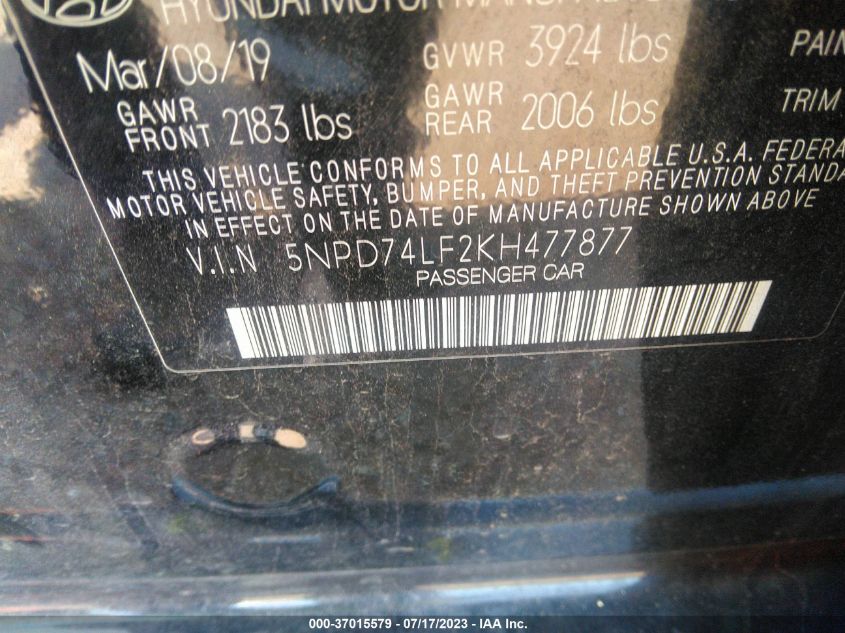 HYUNDAI MOTOR
Mar/08/19 GVWR 3924 lbs
GAWR FRONT 2183 lbs GAWR REAR 2006 lbs TRIM
THIS VEHICLE CONFORMS TO ALL APPLICABLE U.S.A. FEDERA
MOTOR VEHICLE SAFETY, BUMPER, AND THEFT PREVENTION STANDA
IN EFFECT ON THE DATE OF MANUFACTURE SHOWN ABOVE
V.I.N 5NPD74LF2KH477877
PASSENGER CAR
000-37015579 - 07/17/2023 - IAA Inc.